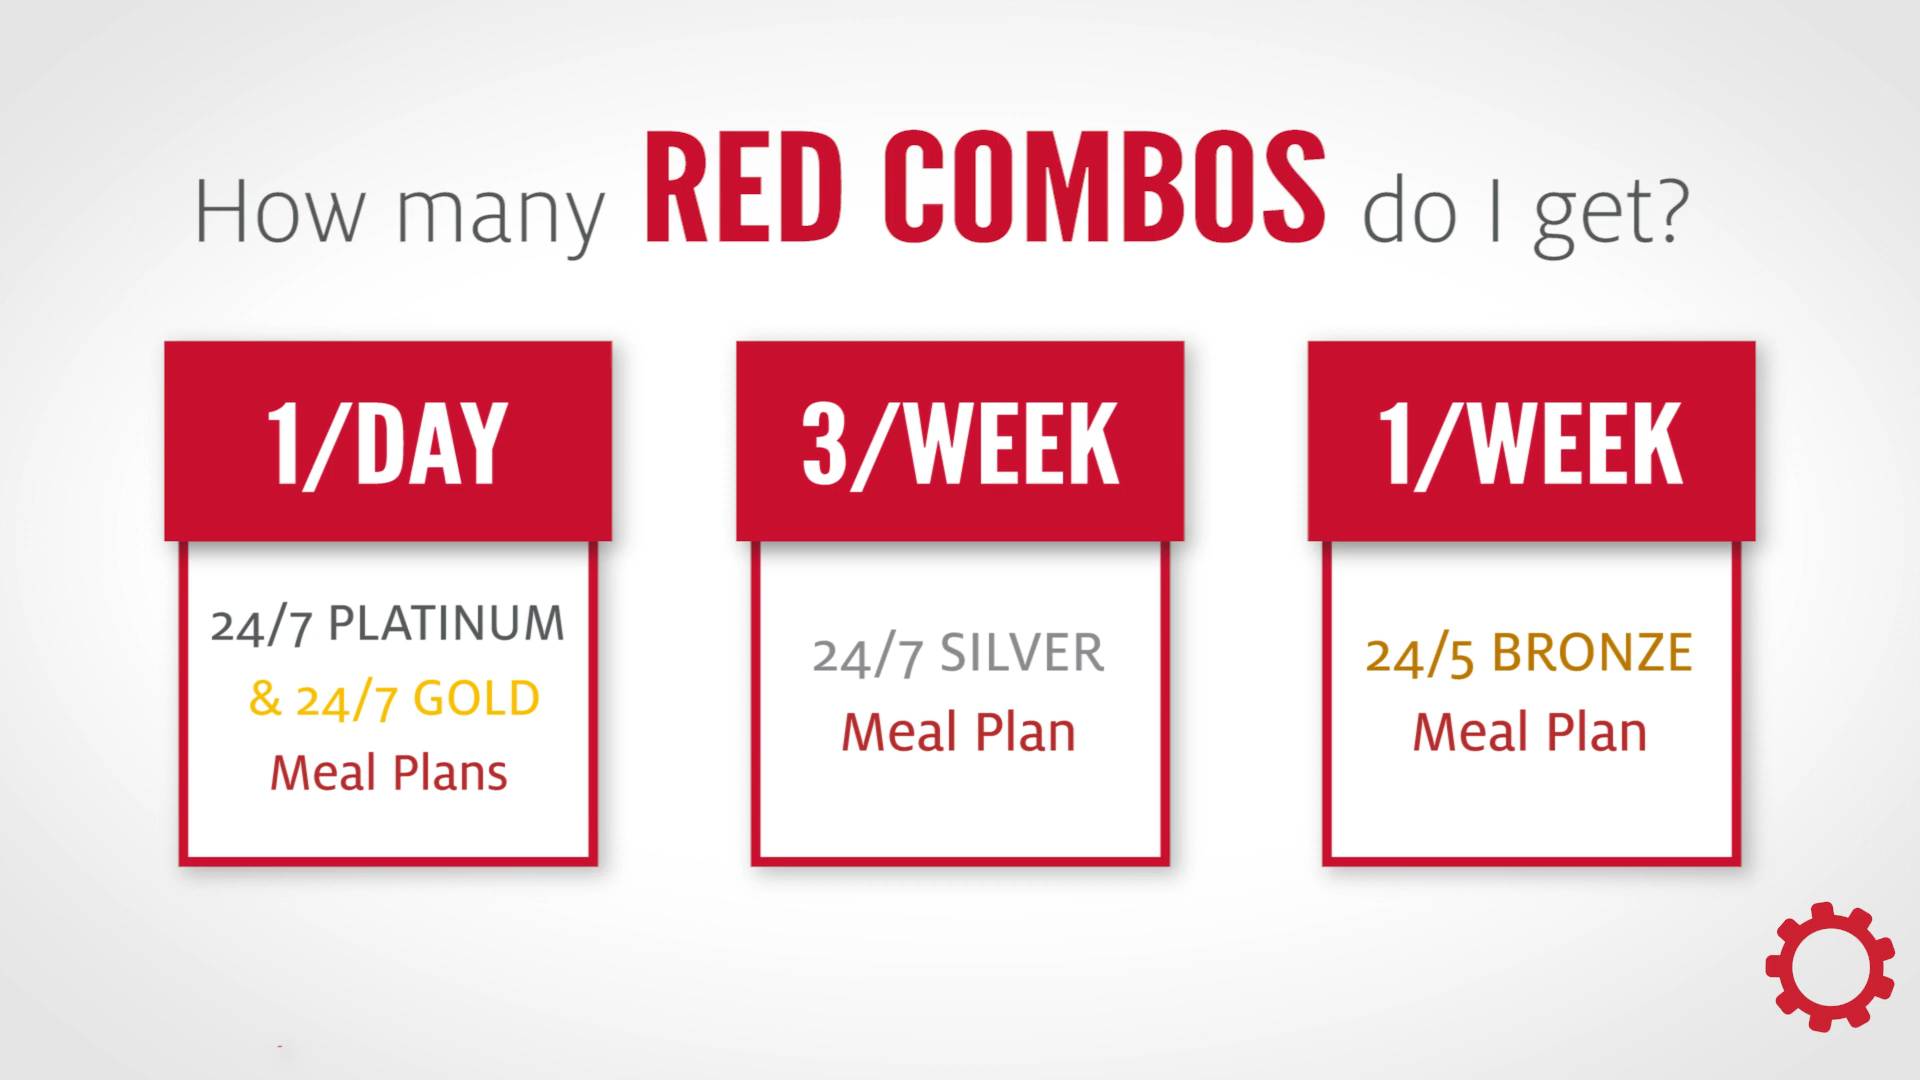 How many RED COMBOS do I get?
1/DAY
24/7 PLATINUM
& 24/7 GOLD
Meal Plans
3/WEEK
24/7 SILVER
Meal Plan
1/WEEK
24/5 BRONZE
Meal Plan